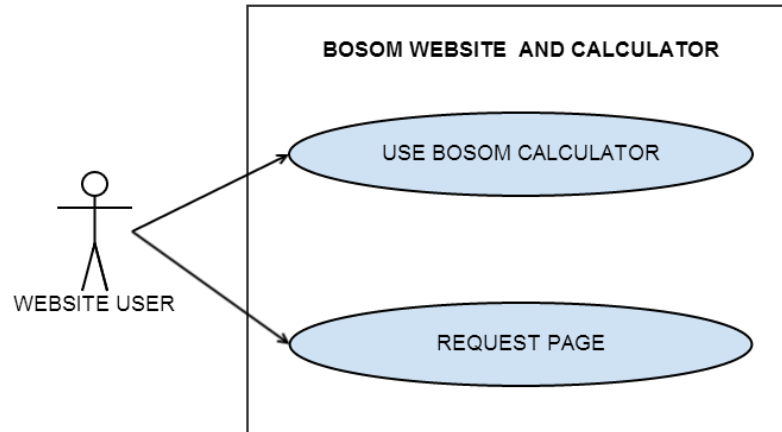 BOSOM WEBSITE AND CALCULATOR
USE BOSOM CALCULATOR
WEBSITE USER
REQUEST PAGE